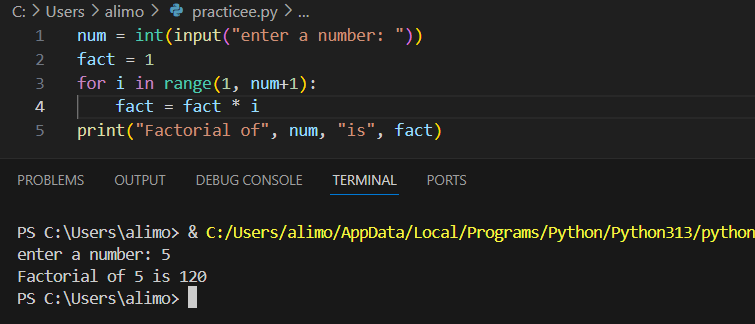 C: > Users > alimo > practicee.py > ...
1 num = int(input("enter a number: "))
2 fact = 1
3 for i in range(1, num+1):
4     fact = fact * i
5 print("Factorial of", num, "is", fact)
PROBLEMS OUTPUT DEBUG CONSOLE TERMINAL PORTS
PS C:\Users\alimo> & C:/Users/alimo/AppData/Local/Programs/Python/Python313/python
enter a number: 5
Factorial of 5 is 120
PS C:\Users\alimo>